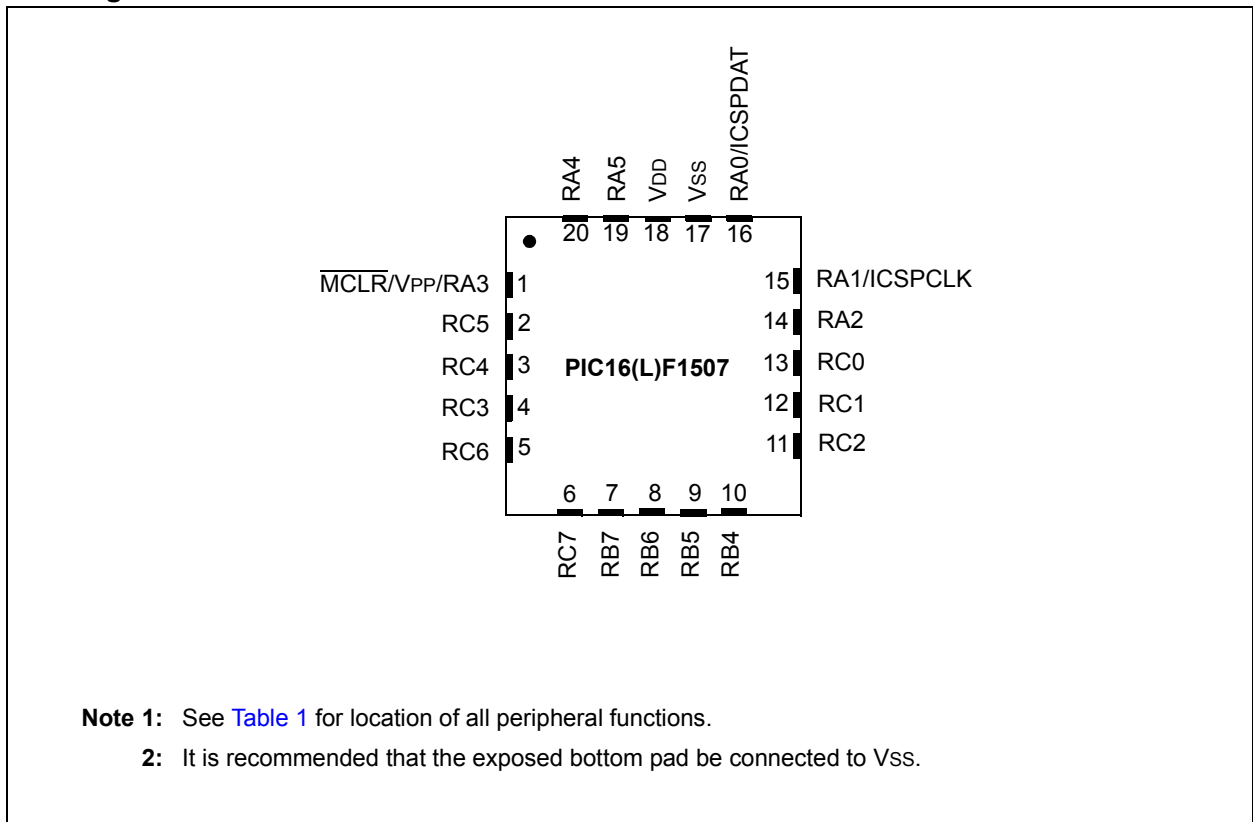 RA4
RA5
VDD
VSS
RA0/ICSPDAT
20 19 18 17 16
MCLR/VPP/RA3 1
RC5 2
RC4 3
RC3 4
RC6 5
PIC16(L)F1507
15 RA1/ICSPCLK
14 RA2
13 RC0
12 RC1
11 RC2
6 7 8 9 10
RC7
RB7
RB6
RB5
RB4
Note 1: See Table 1 for location of all peripheral functions.
2: It is recommended that the exposed bottom pad be connected to VSS.